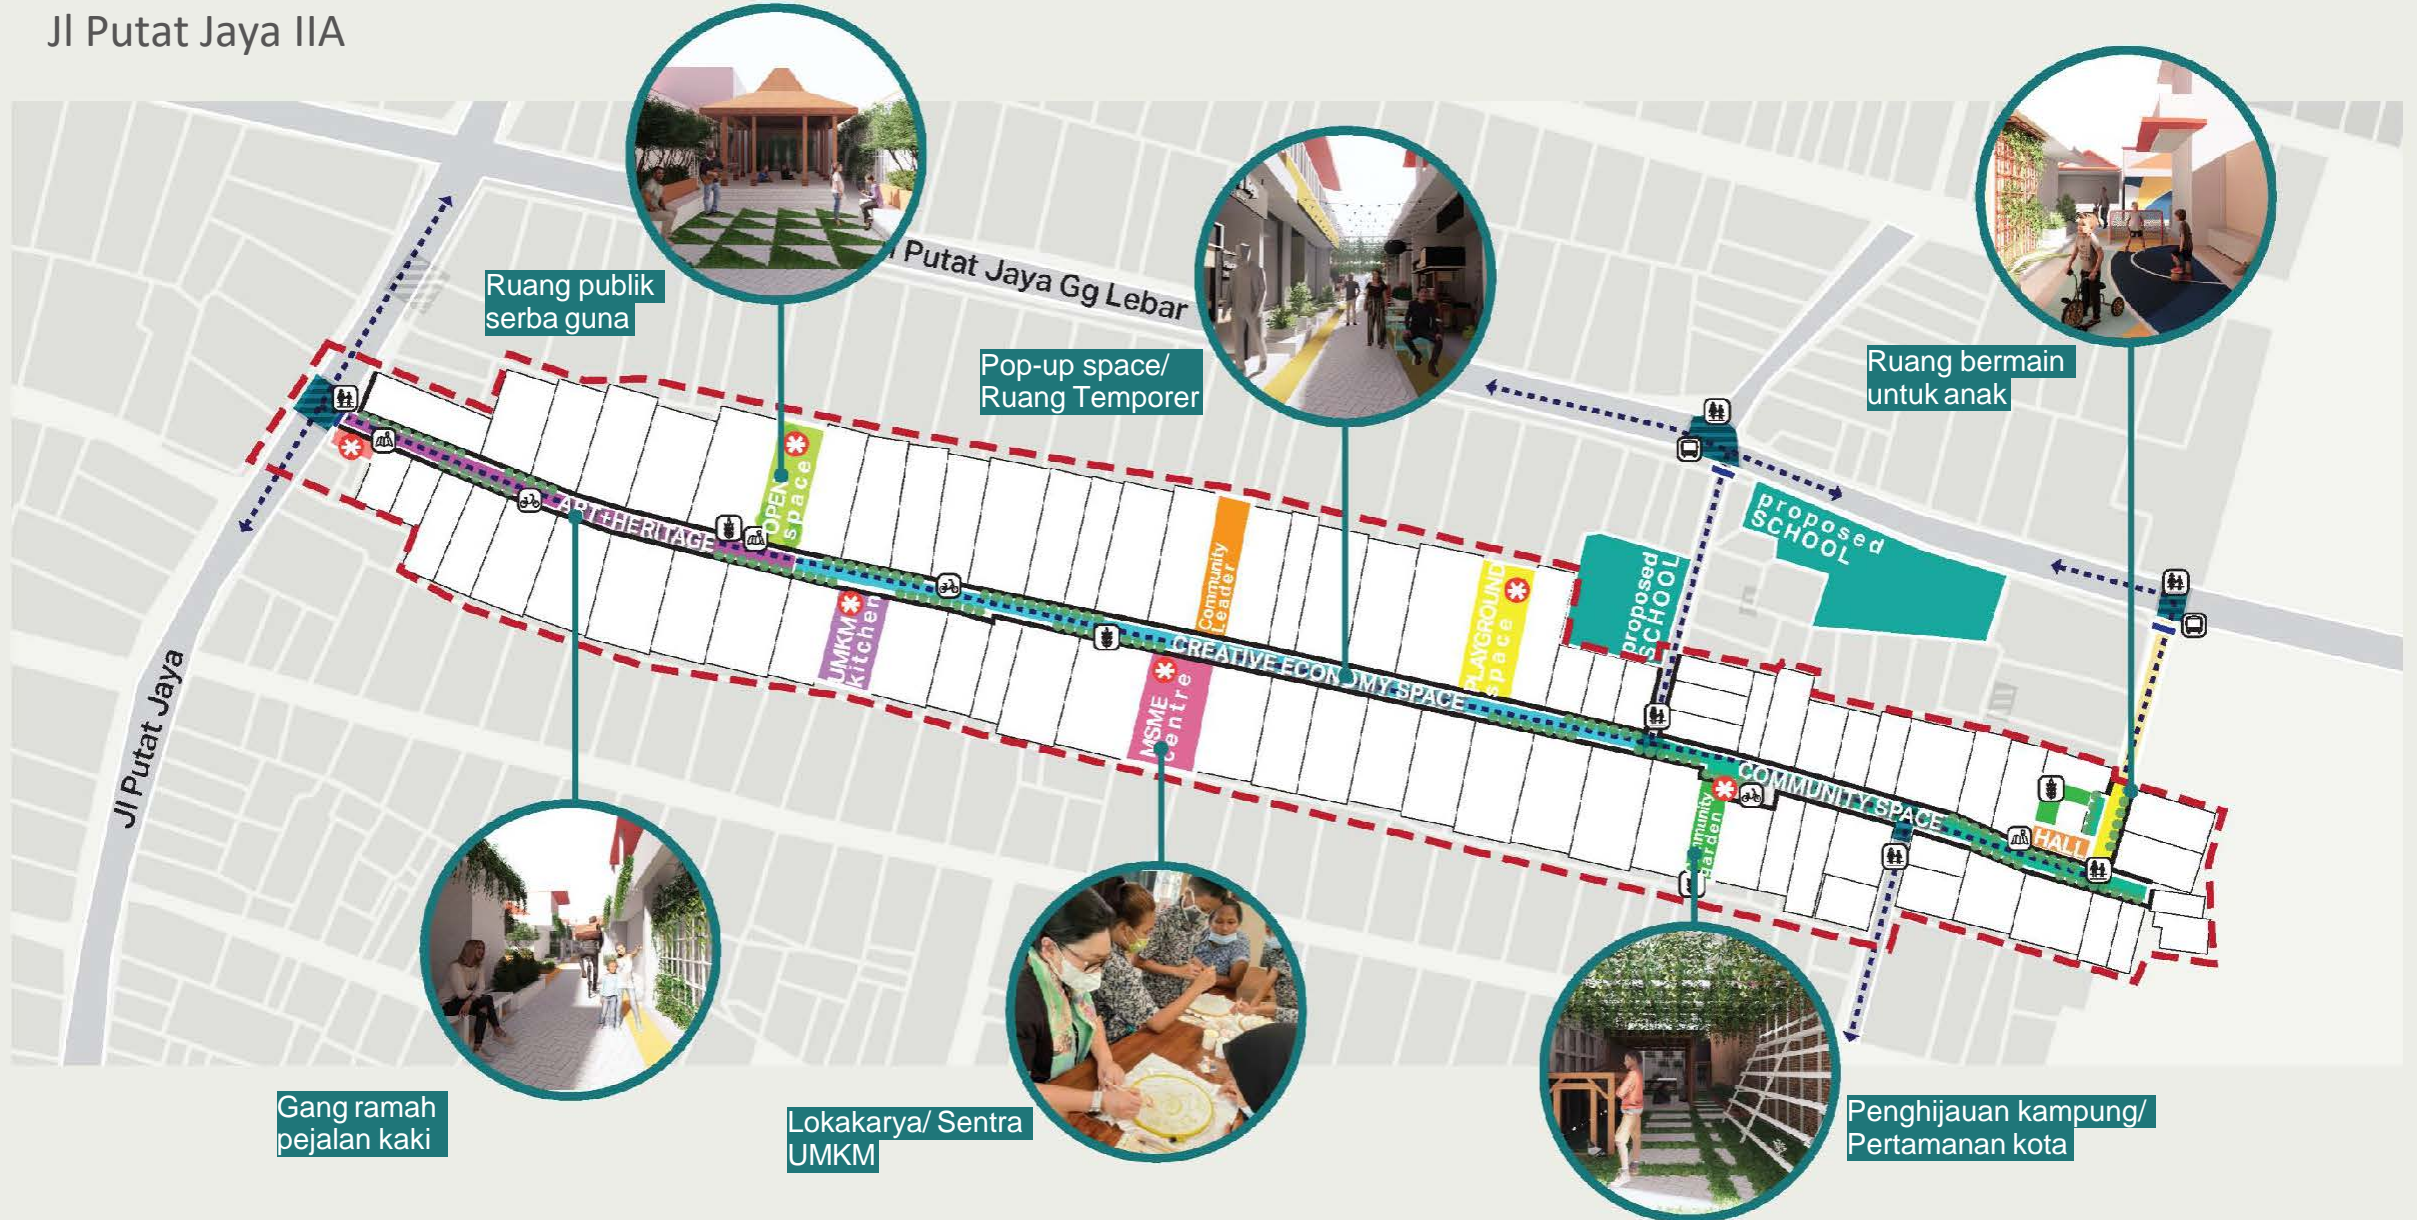 Jl Putat Jaya IIA
Ruang publik
serba guna
l Putat Jaya Gg Lebar
Pop-up space/
Ruang Temporer
Ruang bermain
untuk anak
OPEN
space
ART+HERITAGE
UMKM
kitchen
Community
Leader
CREATIVE ECONOMY SPACE
MSME
centre
PLAYGROUND
space
proposed
SCHOOL
proposed
SCHOOL
COMMUNITY SPACE
munity
garden
HALL
Jl Putat Jaya
Gang ramah
pejalan kaki
Lokakarya/ Sentra
UMKM
Penghijauan kampung/
Pertamanan kota